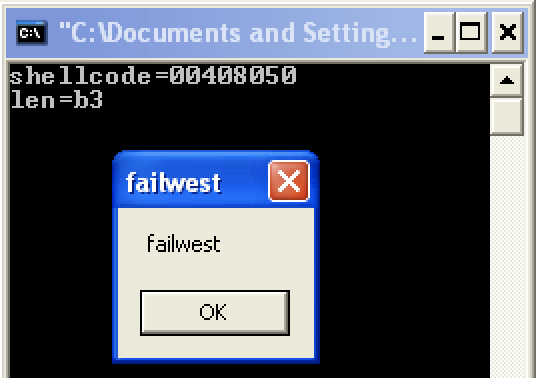 "C:\Documents and Setting...
shellcode=00408050
len=b3
failwest
failwest
OK